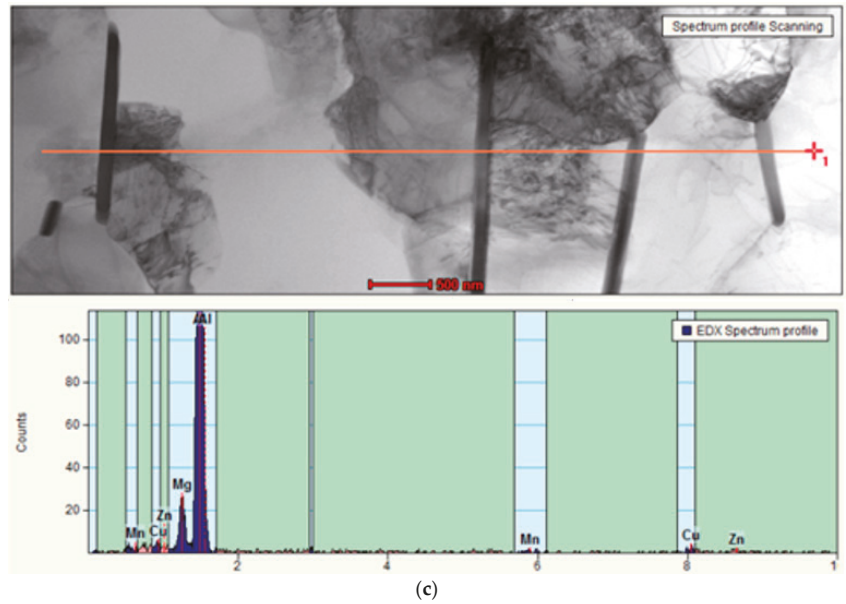 Spectrum profile Scanning
1
500 nm
EDX Spectrum profile
Counts
100
80
60
40
20
Al
Mg
Mn
Cu
Zn
Mn
Cu
Zn
2
4
6
8
1
(c)